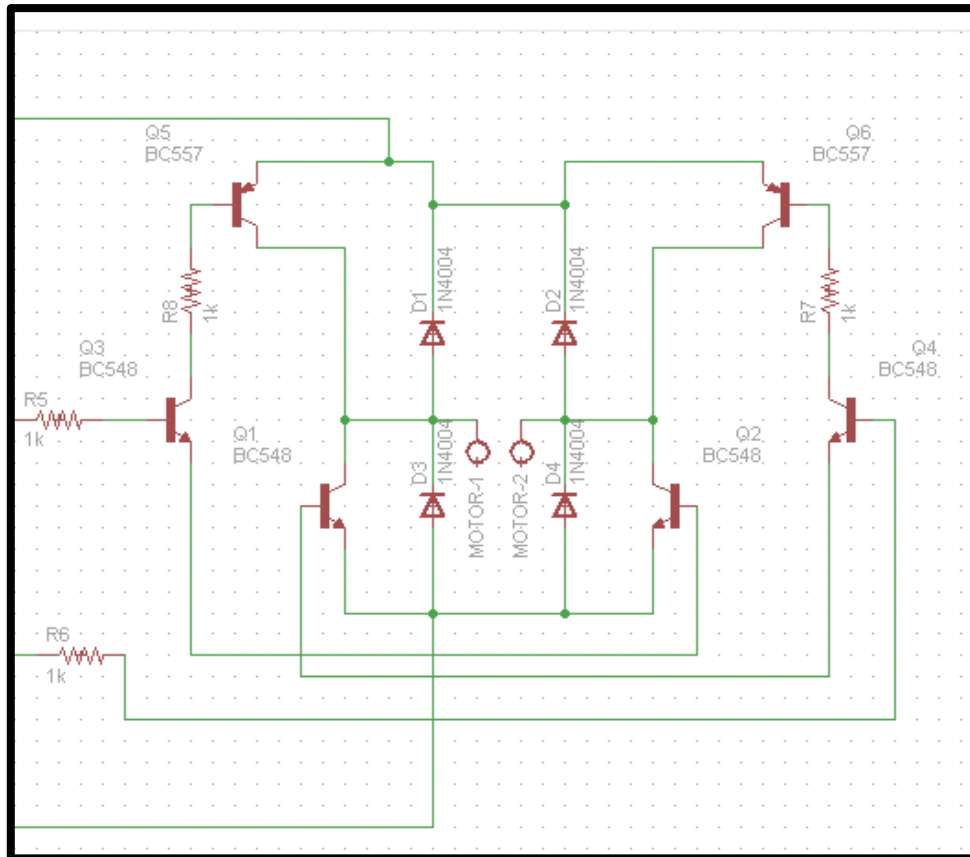 Q5
BC557
Q6
BC557
D1
1N4004
D2
1N4004
R8
1k
R7
1k
Q3
BC548
Q4
BC548
R5
1k
Q1
BC548
Q2
BC548
D3
1N4004
D4
1N4004
MOTOR-1
MOTOR-2
R6
1k